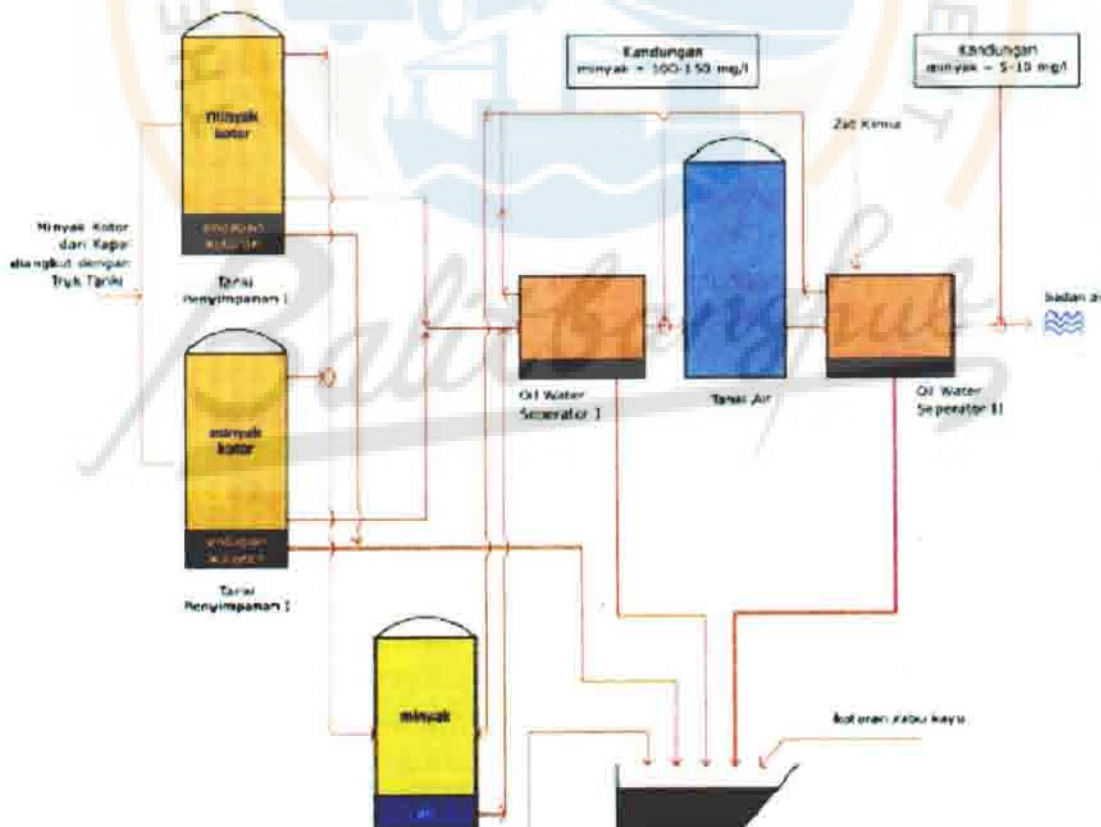 Kandungan
minyak = 100-150 mg/l
Kandungan
minyak = 5-10 mg/l
Zat Kimia
minyak
kotor
Minyak Kotor
dari Kapal
diangkut dengan
Truk Tanki
Tanki
Penyimpanan I
minyak
kotor
Tanki
Penyimpanan I
Oil Water
Seperator I
Tanki Air
Oil Water
Seperator II
Badan
minyak
air
kotoran
Balitbanghub